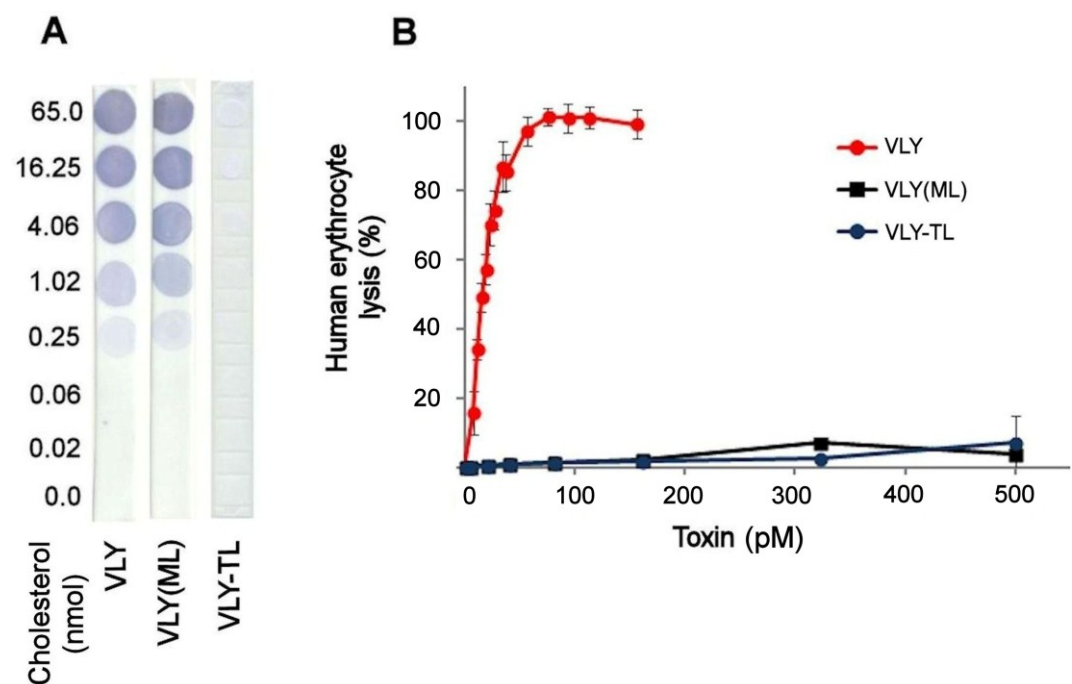 A
65.0
16.25
4.06
1.02
0.25
0.06
0.02
0.0
Cholesterol
(nmol)
VLY
VLY(ML)
VLY-TL
B
Human erythrocyte
lysis (%)
100
80
60
40
20
0
100
200
300
400
500
Toxin (pM)
VLY
VLY(ML)
VLY-TL